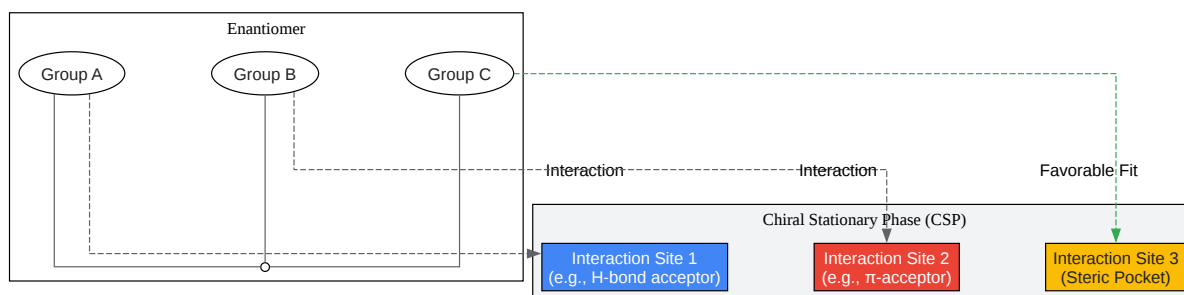 Enantiomer
Group A
Group B
Group C
Interaction
Interaction
Favorable Fit
Chiral Stationary Phase (CSP)
Interaction Site 1
(e.g., H-bond acceptor)
Interaction Site 2
(e.g., π-acceptor)
Interaction Site 3
(Steric Pocket)